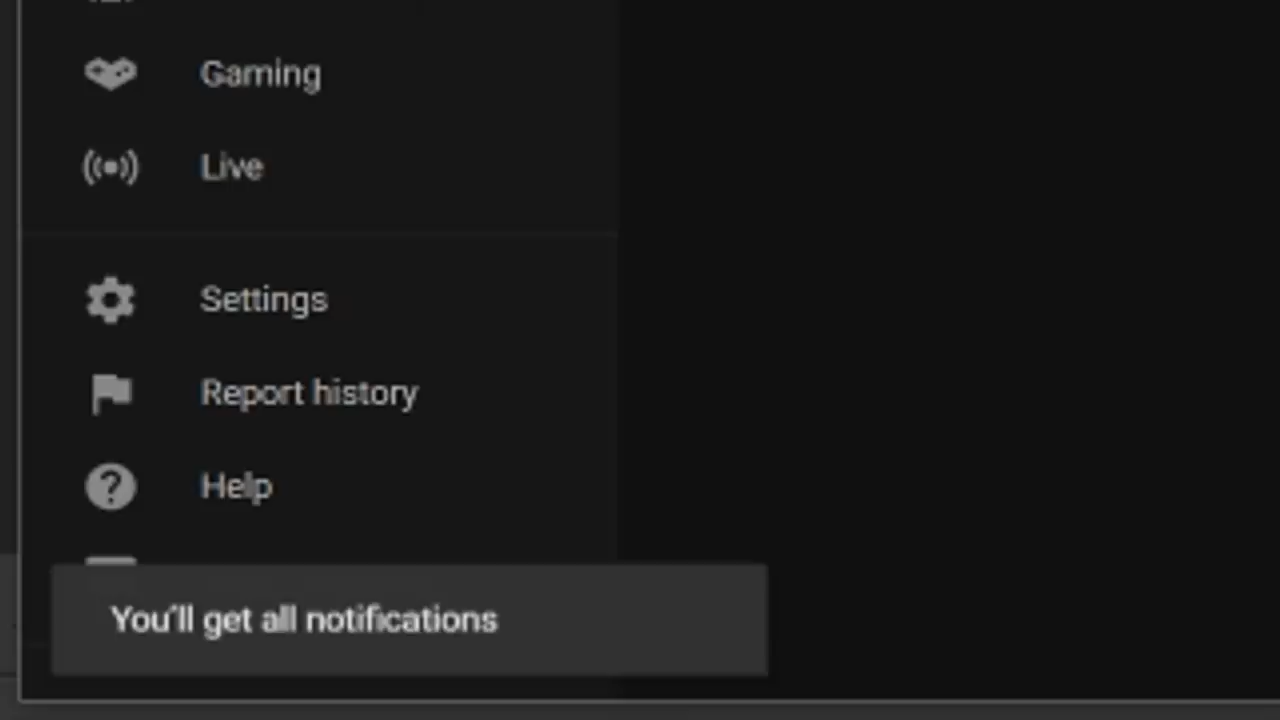 Gaming
Live
Settings
Report history
Help
You'll get all notifications